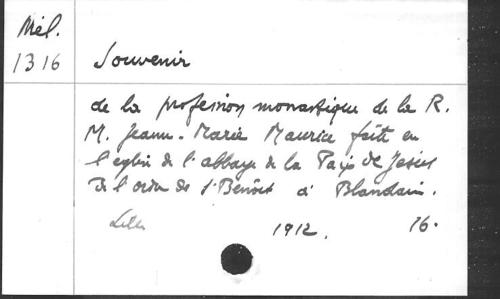 Mél.
1316
Souvenir
de la profession monastique de la R.
M. Jeanne-Marie Maurice faite en
l'église de l'abbaye de la Paix de Jésus
de l'ordre de S'Benoît à Blandain.
Lille 1912. 16.